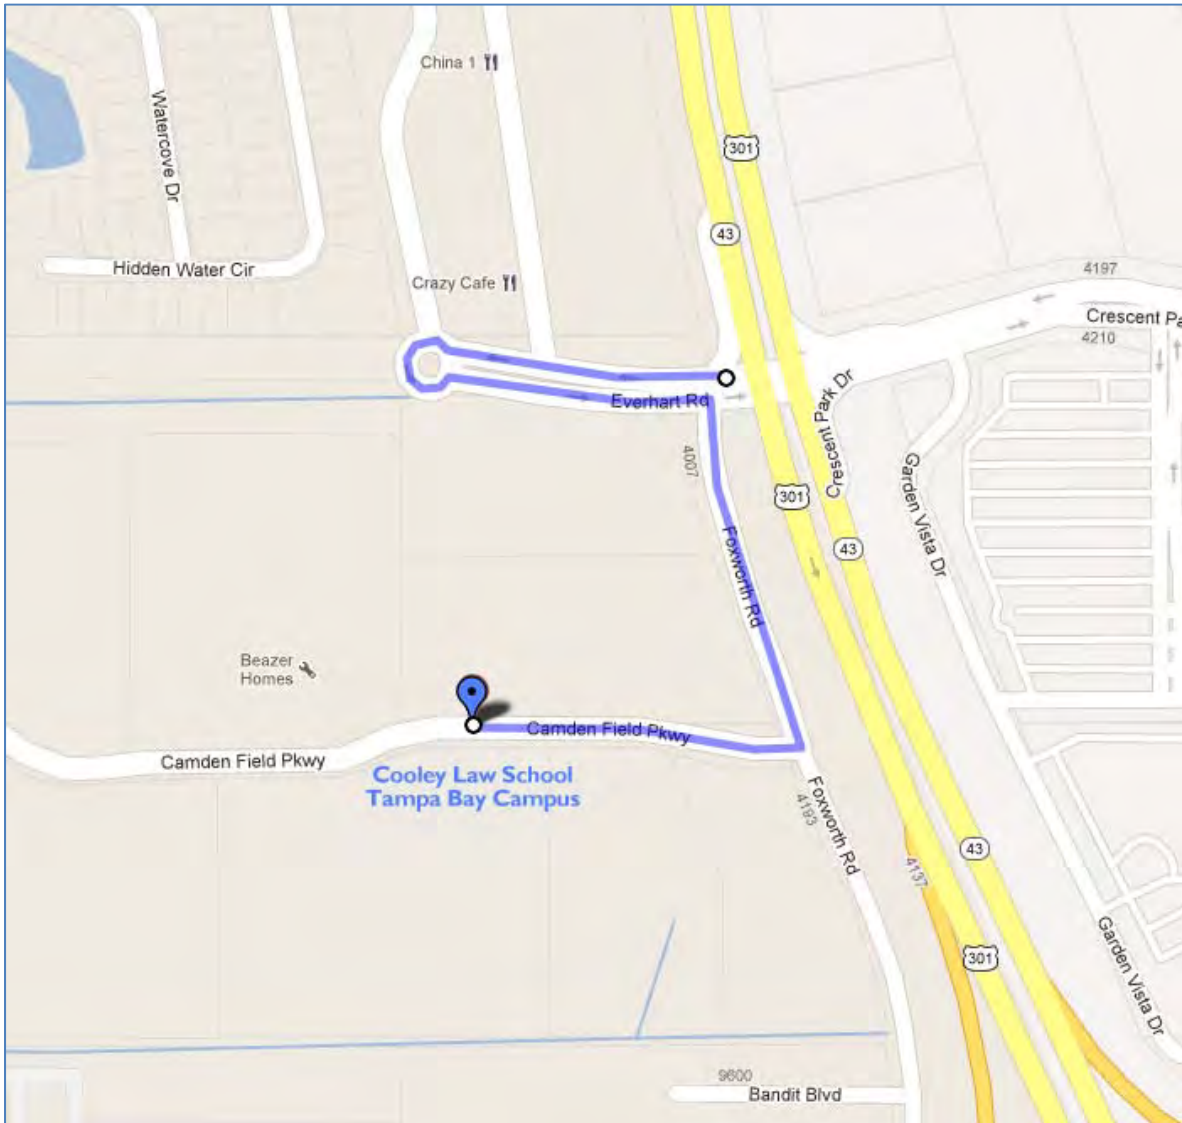 China 1
301
Watercove Dr
43
Hidden Water Cir
4197
Crazy Cafe
Crescent Pa
4210
Everhart Rd
Crescent Park Dr
4007
Garden Vista Dr
301
43
Foxworth Rd
Beazer
Homes
Camden Field Pkwy
Camden Field Pkwy
Cooley Law School
Tampa Bay Campus
Foxworth Rd
4193
43
4137
301
Garden Vista Dr
9600
Bandit Blvd